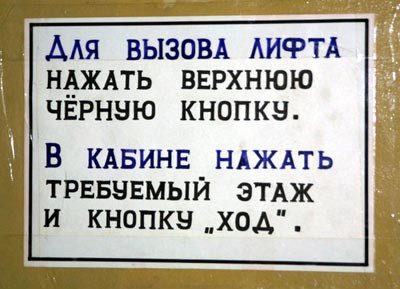 Для вызова лифта
нажать верхнюю
чёрную кнопку.
В кабине нажать
требуемый этаж
и кнопку „ход".